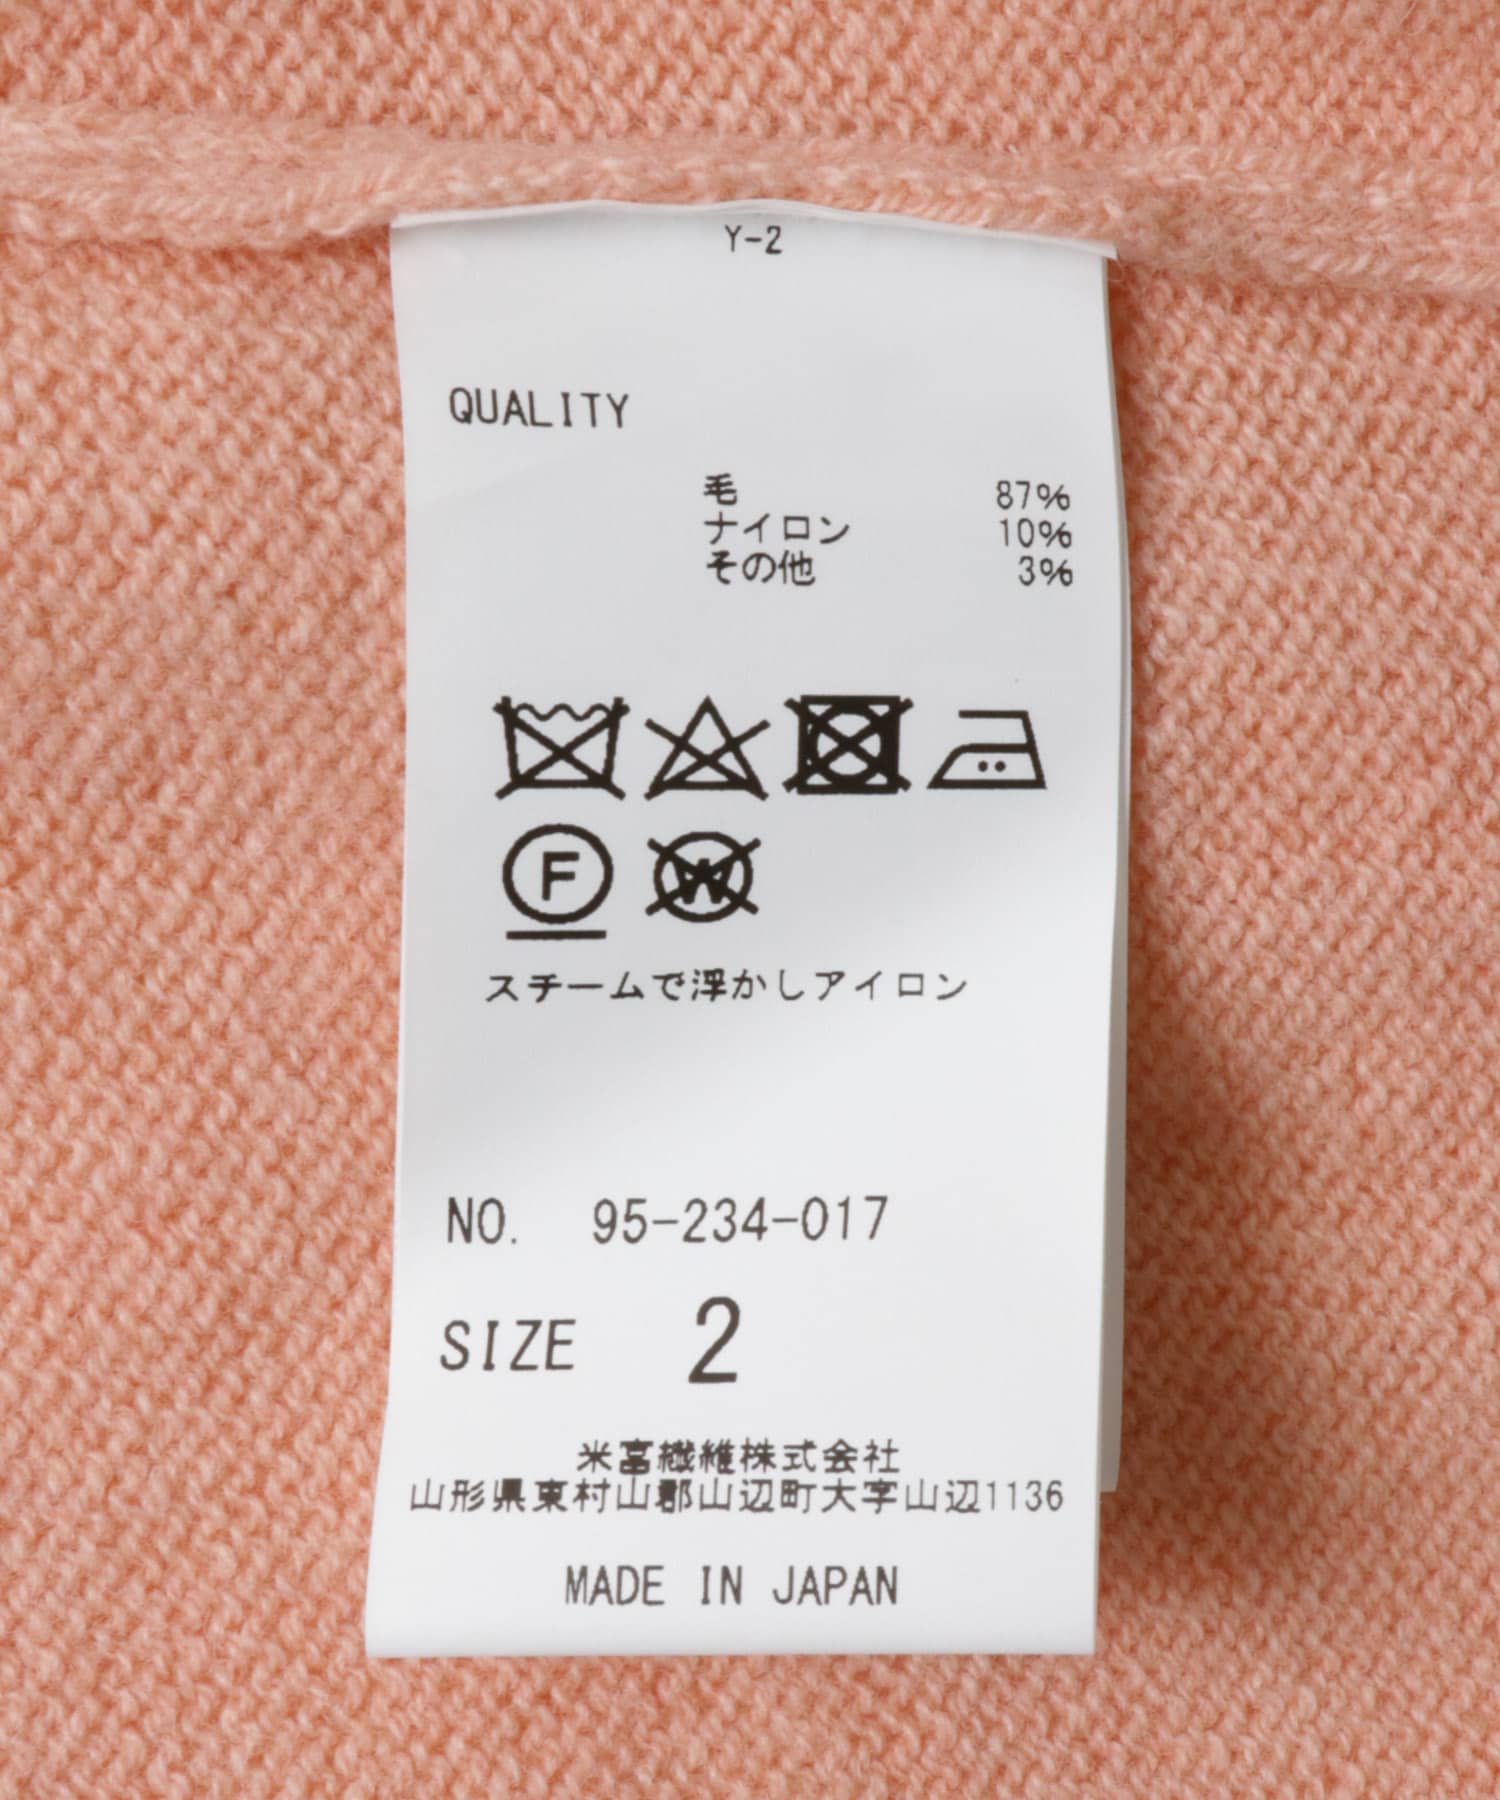 Y-2
QUALITY
毛 87%
ナイロン 10%
その他 3%
F
W
スチームで浮かしアイロン
NO. 95-234-017
SIZE 2
米富繊維株式会社
山形県東村山郡山辺町大字山辺1136
MADE IN JAPAN